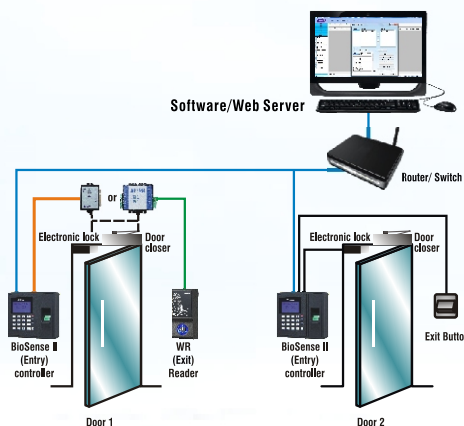 Software/Web Server
Router/ Switch
or
Electronic lock
Door
closer
Electronic lock
Door
closer
BioSense II
(Entry)
controller
WR
(Exit)
Reader
BioSense II
(Entry)
controller
Exit Butto
Door 1
Door 2